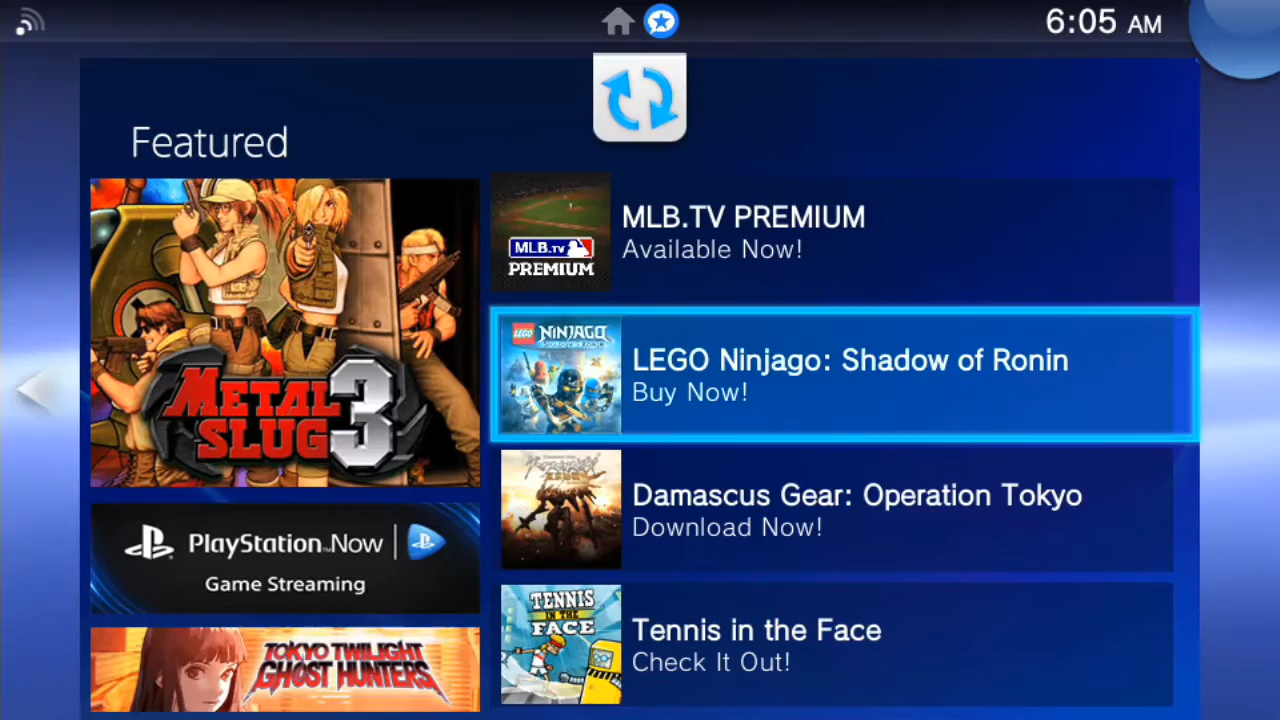 6:05 AM
Featured
METAL
SLUG 3
PlayStation™Now
Game Streaming
TOKYO TWILIGHT
GHOST HUNTERS
MLB.TV
PREMIUM
MLB.TV PREMIUM
Available Now!
LEGO NINJAGO
LEGO Ninjago: Shadow of Ronin
Buy Now!
Damascus Gear: Operation Tokyo
Download Now!
TENNIS
IN THE
FACE
Tennis in the Face
Check It Out!